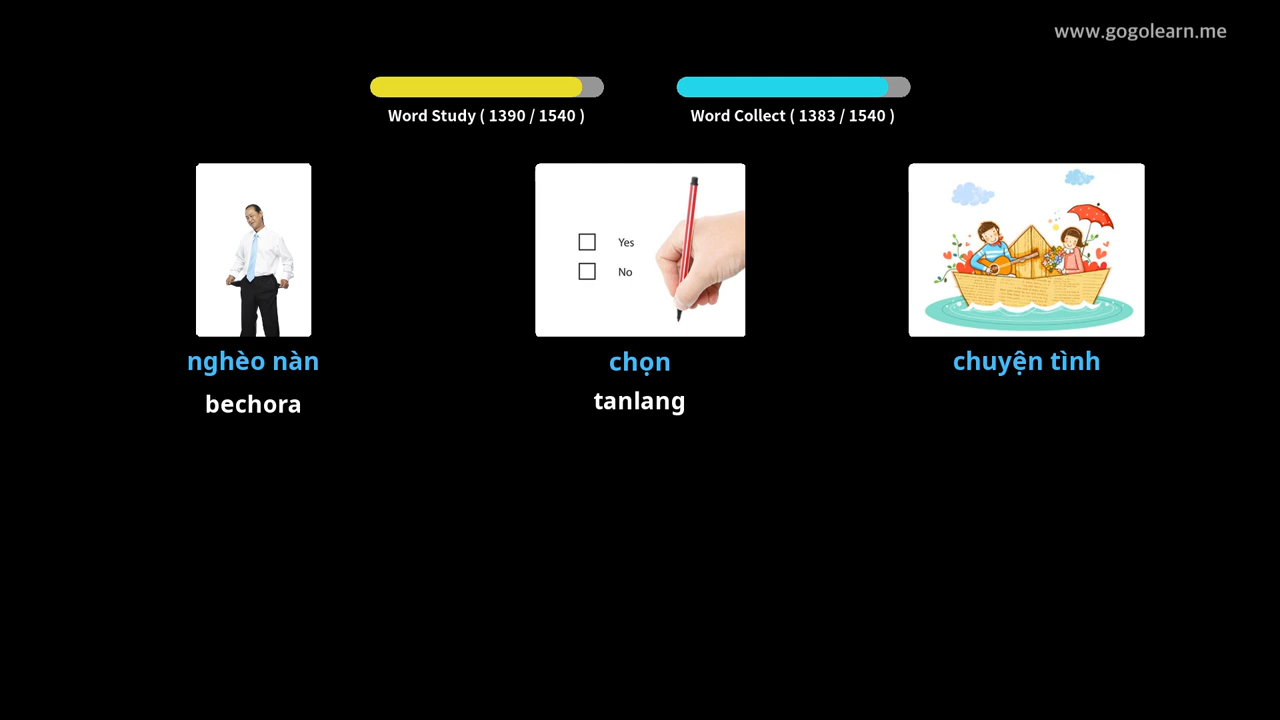 www.gogolearn.me
Word Study ( 1390 / 1540 )
Word Collect ( 1383 / 1540 )
Yes
No
nghèo nàn
chọn
chuyện tình
bechora
tanlang